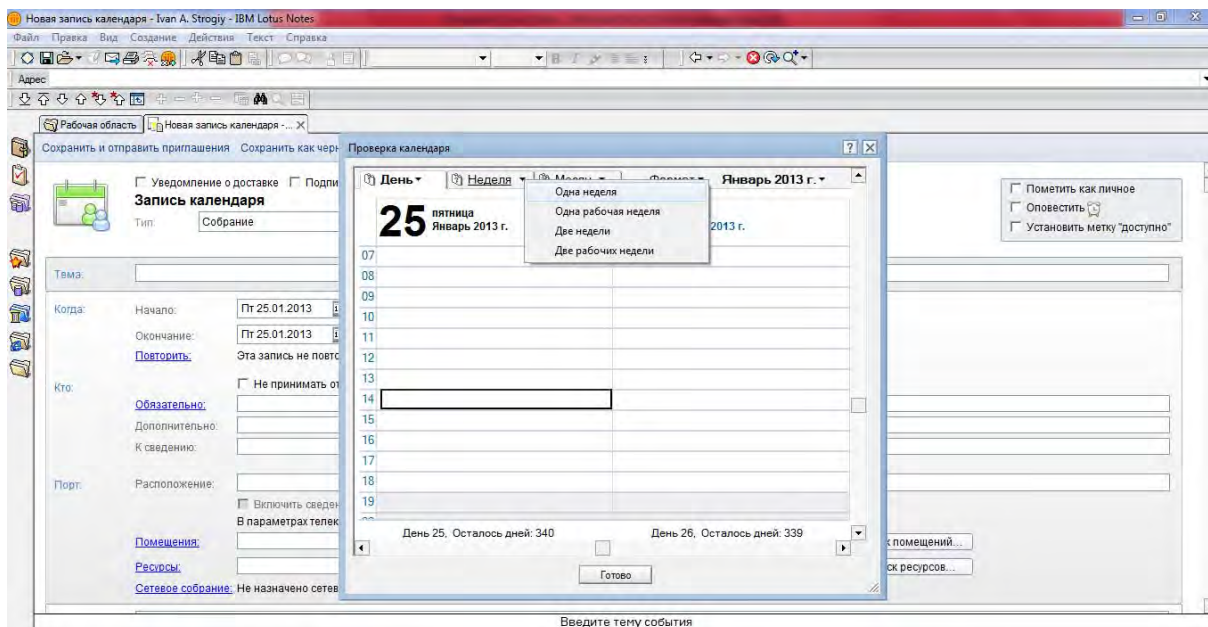 Новая запись календаря - Ivan A. Strogiy - IBM Lotus Notes
Файл Правка Вид Создание Действия Текст Справка
Адрес
Рабочая область Новая запись календаря -...
Сохранить и отправить приглашения Сохранить как черн
Проверка календаря
День Неделя Формат Январь 2013 г.
Одна неделя
Одна рабочая неделя
Две недели
Две рабочих недели
25 пятница
Январь 2013 г. 2013 г.
07
08
09
10
11
12
13
14
15
16
17
18
19
День 25, Осталось дней: 340 День 26, Осталось дней: 339
Готово
Уведомление о доставке Подпи
Запись календаря
Тип: Собрание
Пометить как личное
Оповестить
Установить метку "доступно"
Тема:
Когда: Начало: Пт 25.01.2013
Окончание: Пт 25.01.2013
Повторить: Эта запись не повто
Кто: Не принимать от
Обязательно:
Дополнительно:
К сведению:
Порт: Расположение:
Включить сведен
В параметрах телек
Помещения: к помещений...
Ресурсы: ск ресурсов...
Сетевое собрание: Не назначено сетев
Введите тему события